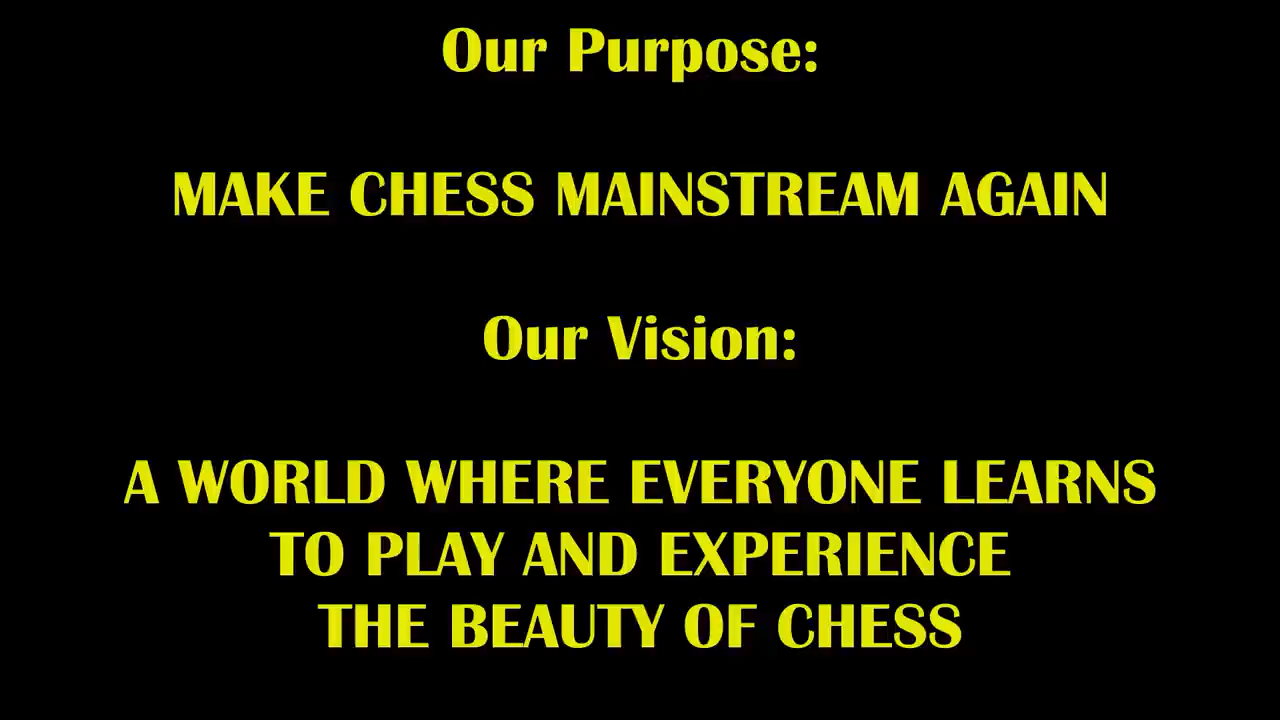 Our Purpose:
MAKE CHESS MAINSTREAM AGAIN
Our Vision:
A WORLD WHERE EVERYONE LEARNS
TO PLAY AND EXPERIENCE
THE BEAUTY OF CHESS